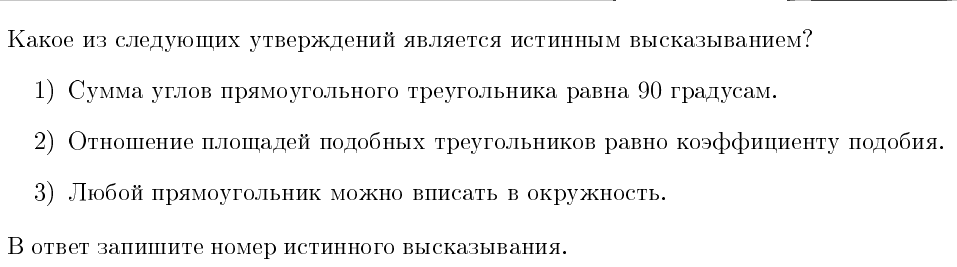 Какое из следующих утверждений является истинным высказыванием?
1) Сумма углов прямоугольного треугольника равна 90 градусам.
2) Отношение площадей подобных треугольников равно коэффициенту подобия.
3) Любой прямоугольник можно вписать в окружность.
В ответ запишите номер истинного высказывания.